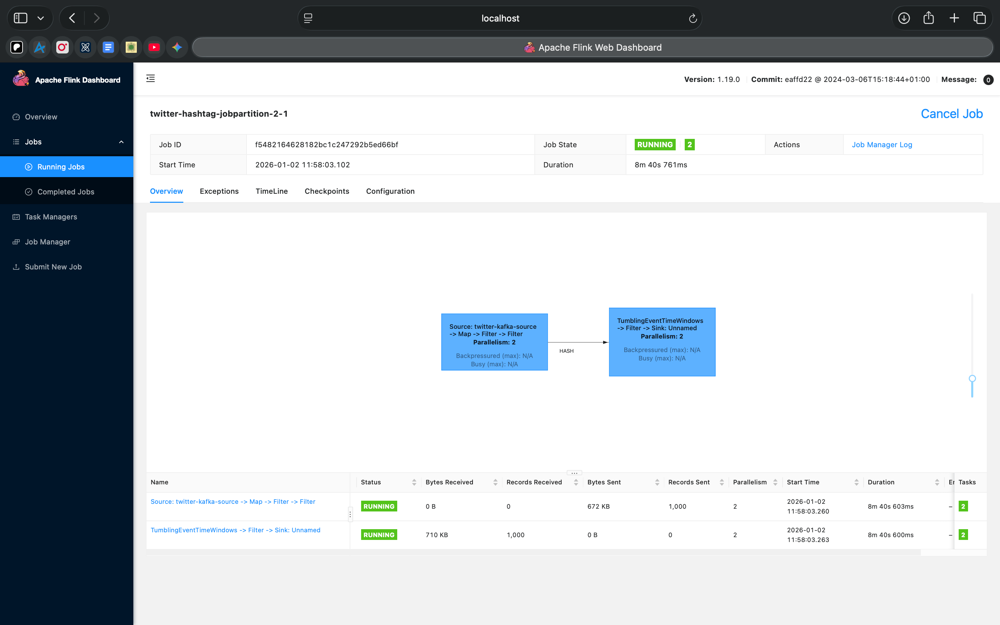 localhost
Apache Flink Web Dashboard
Apache Flink Dashboard
Version: 1.19.0 Commit: eaffd22 @ 2024-03-06T15:18:44+01:00 Message: 0
Overview
Jobs
Running Jobs
Completed Jobs
Task Managers
Job Manager
Submit New Job
twitter-hashtag-jobpartition-2-1
Cancel Job
Job ID f5482164628182bc1c247292b5ed66bf Job State RUNNING 2 Actions Job Manager Log
Start Time 2026-01-02 11:58:03.102 Duration 8m 40s 761ms
Overview Exceptions TimeLine Checkpoints Configuration
Source: twitter-kafka-source
-> Map -> Filter -> Filter
Parallelism: 2
Backpressured (max): N/A
Busy (max): N/A
HASH
TumblingEventTimeWindows
-> Filter -> Sink: Unnamed
Parallelism: 2
Backpressured (max): N/A
Busy (max): N/A
Name Status Bytes Received Records Received Bytes Sent Records Sent Parallelism Start Time Duration Tasks
Source: twitter-kafka-source -> Map -> Filter -> Filter RUNNING 0 B 0 672 KB 1,000 2 2026-01-02 11:58:03.260 8m 40s 603ms – 2
TumblingEventTimeWindows -> Filter -> Sink: Unnamed RUNNING 710 KB 1,000 0 B 0 2 2026-01-02 11:58:03.263 8m 40s 600ms – 2